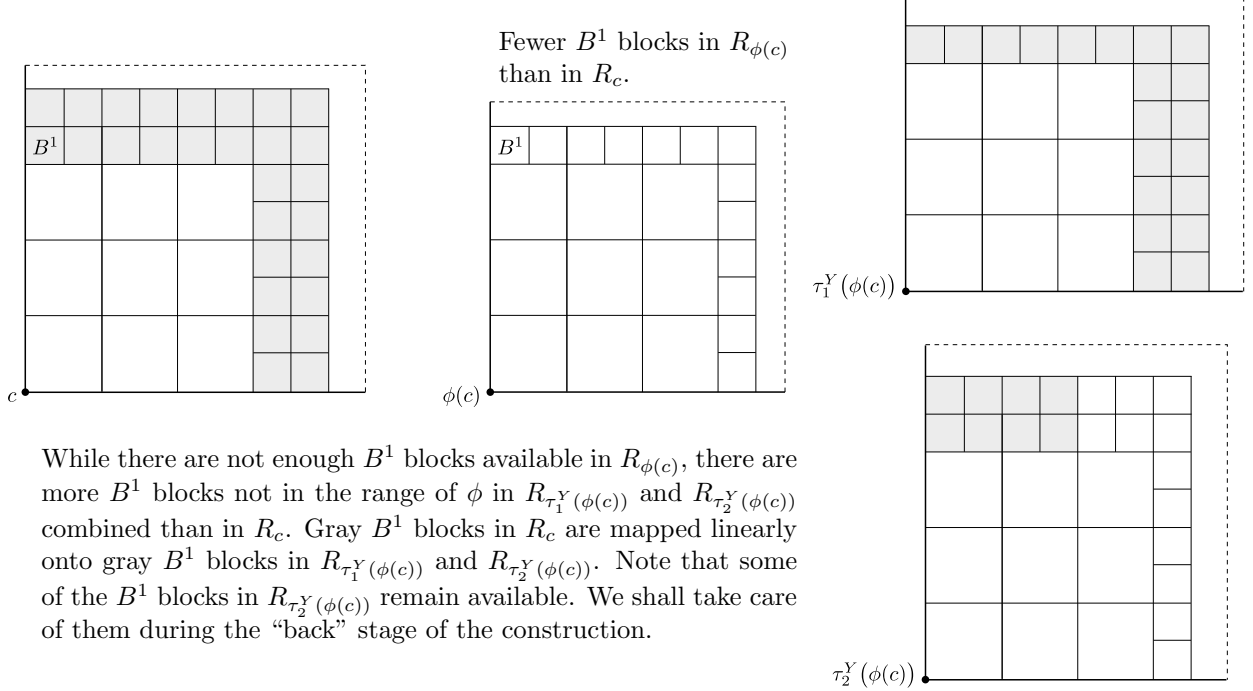 Fewer $B^1$ blocks in $R_{\phi(c)}$
than in $R_c$.
$B^1$
$c$
$B^1$
$\phi(c)$
$\tau_1^Y(\phi(c))$
$\tau_2^Y(\phi(c))$
While there are not enough $B^1$ blocks available in $R_{\phi(c)}$, there are
more $B^1$ blocks not in the range of $\phi$ in $R_{\tau_1^Y(\phi(c))}$ and $R_{\tau_2^Y(\phi(c))}$
combined than in $R_c$. Gray $B^1$ blocks in $R_c$ are mapped linearly
onto gray $B^1$ blocks in $R_{\tau_1^Y(\phi(c))}$ and $R_{\tau_2^Y(\phi(c))}$. Note that some
of the $B^1$ blocks in $R_{\tau_2^Y(\phi(c))}$ remain available. We shall take care
of them during the “back” stage of the construction.